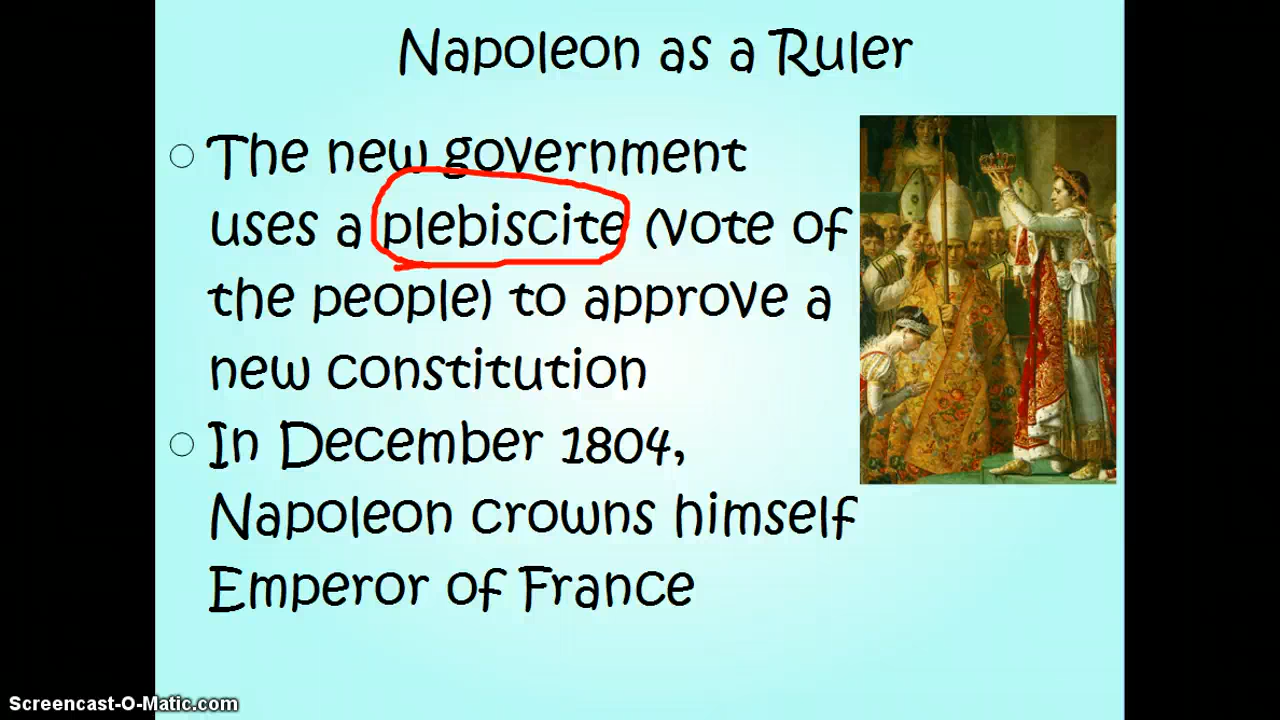 Napoleon as a Ruler
The new government
uses a plebiscite (vote of
the people) to approve a
new constitution
In December 1804,
Napoleon crowns himself
Emperor of France
Screencast-O-Matic.com